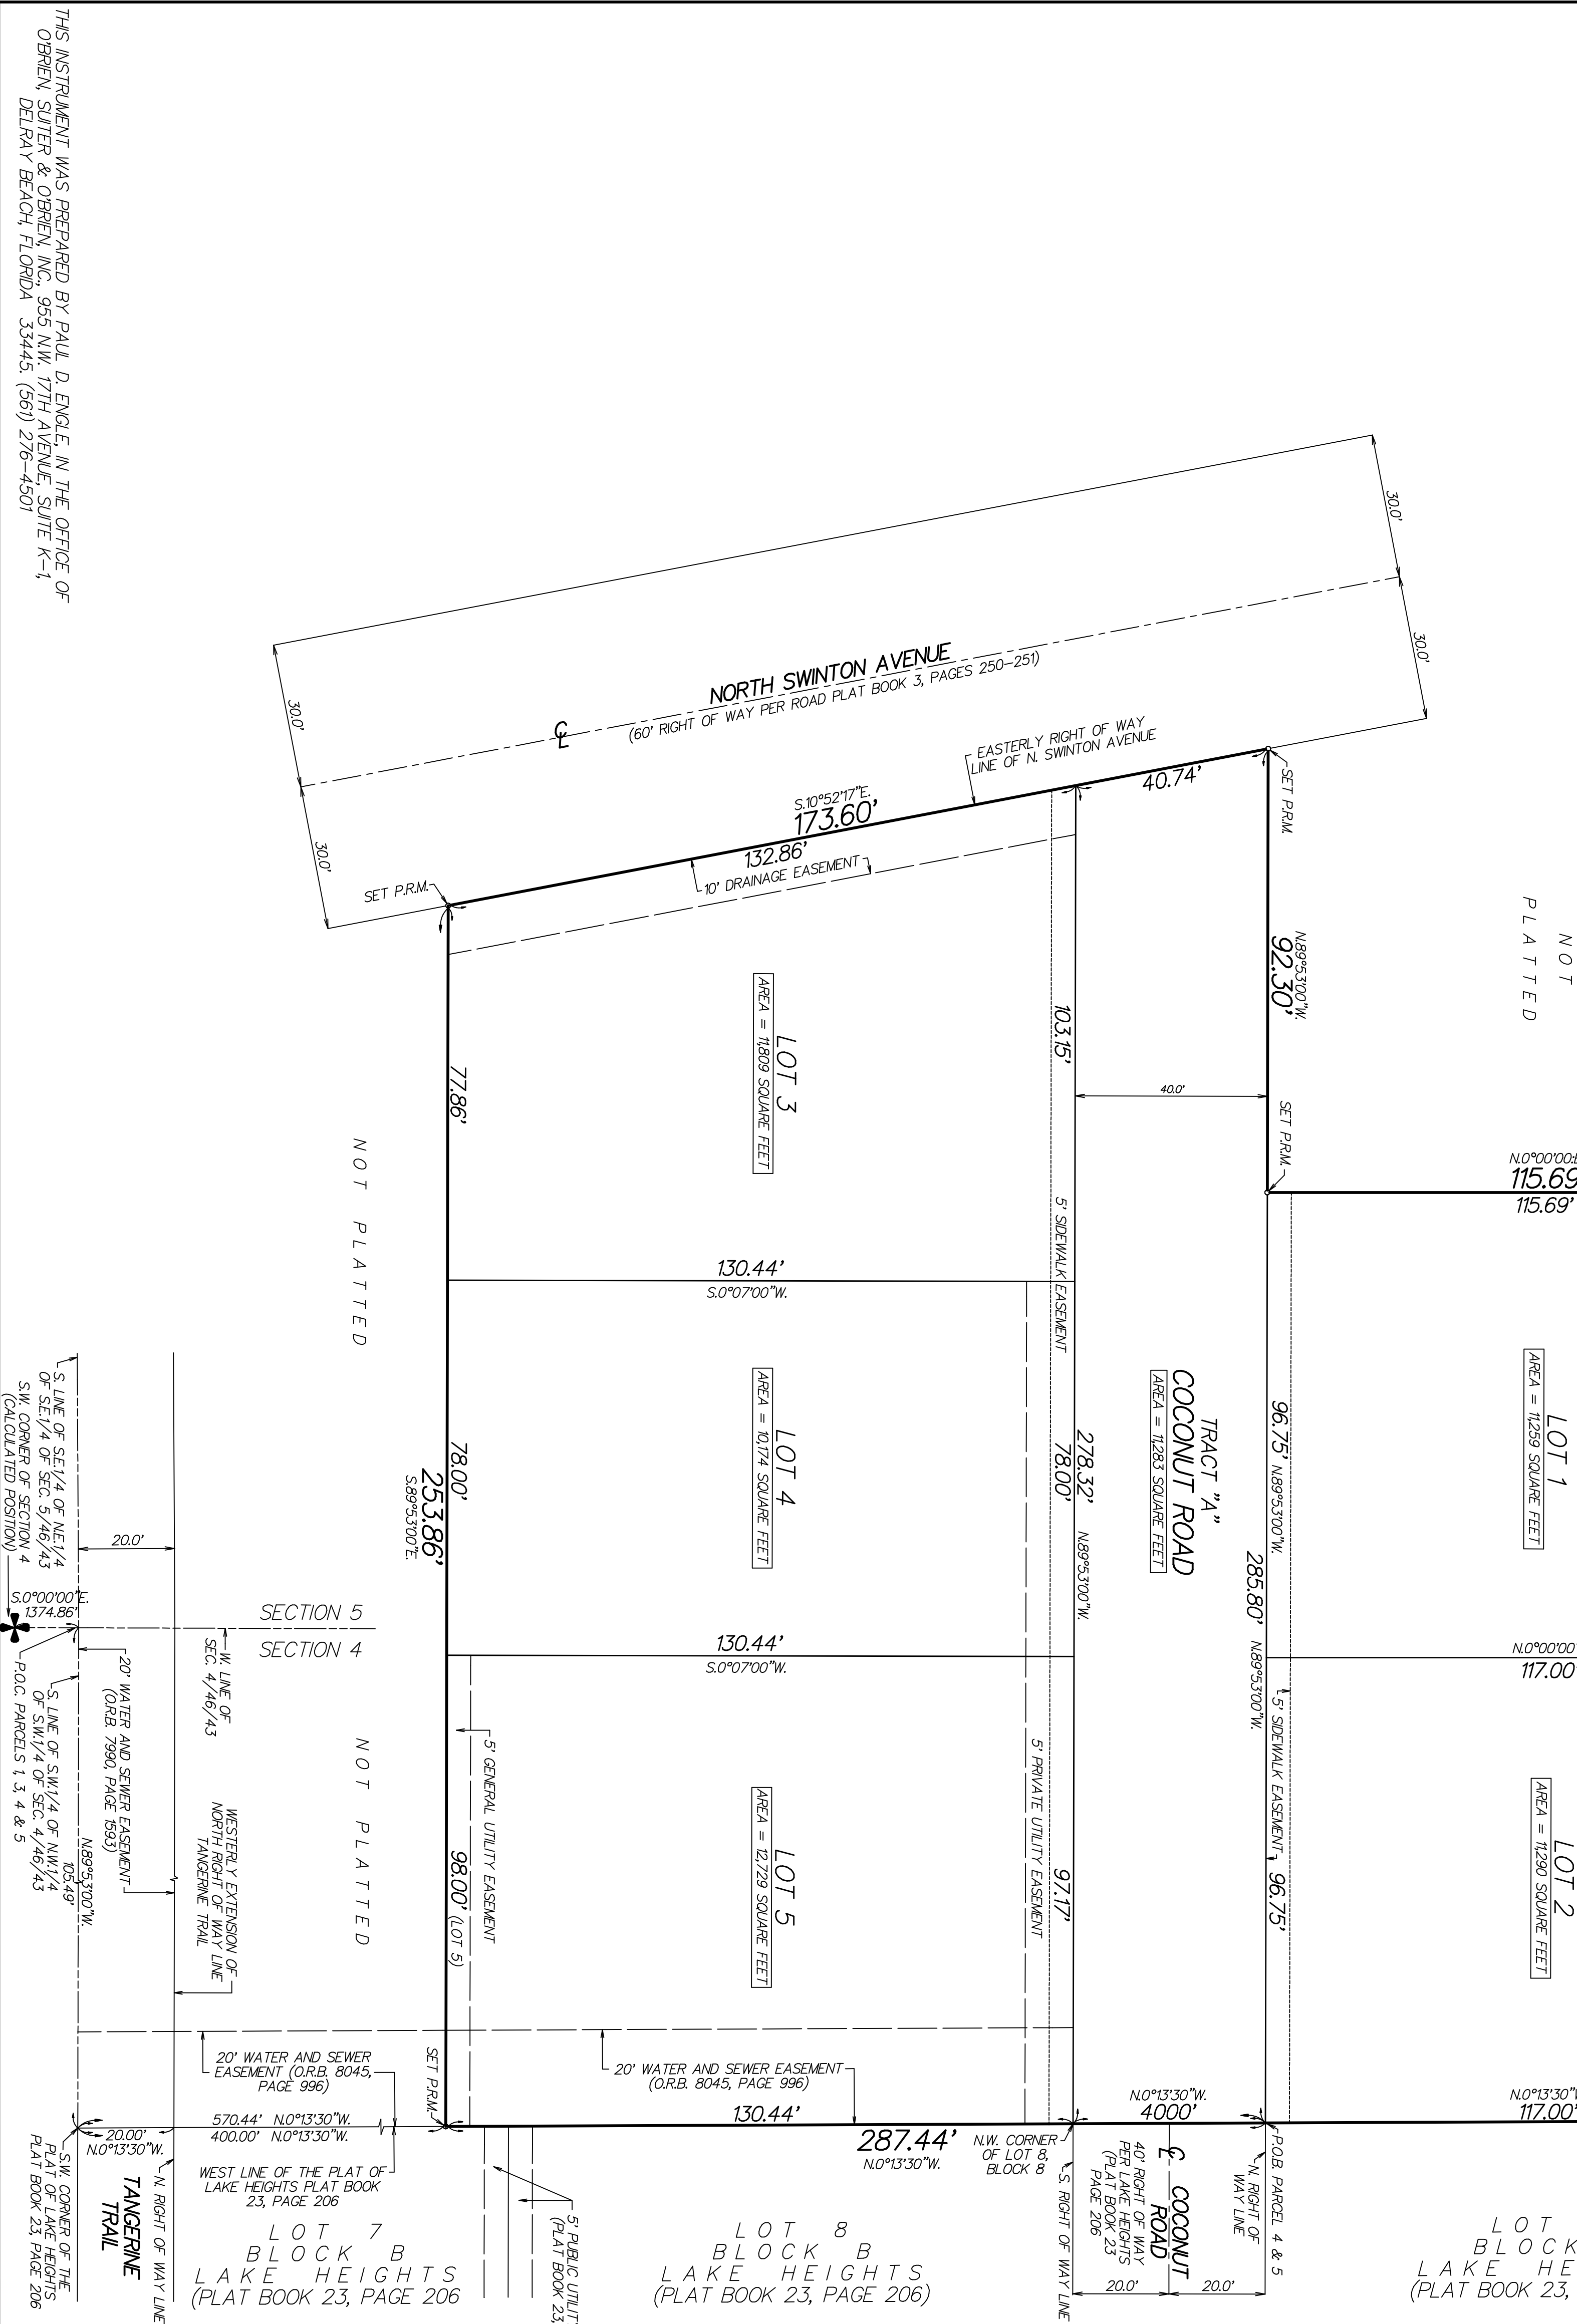 THIS INSTRUMENT WAS PREPARED BY PAUL D. ENGLE, IN THE OFFICE OF
O'BRIEN, SUITER & O'BRIEN, INC., 955 N.W. 17TH AVENUE, SUITE K-1,
DELRAY BEACH, FLORIDA 33445. (561) 276-4501
30.0'
30.0'
30.0'
30.0'
NORTH SWINTON AVENUE
(60' RIGHT OF WAY PER ROAD PLAT BOOK 3, PAGES 250-251)
EASTERLY RIGHT OF WAY
LINE OF N. SWINTON AVENUE
40.74'
S.10°52'17"E.
173.60'
132.86'
10' DRAINAGE EASEMENT
SET P.R.M.
SET P.R.M.
N.89°53'00"W.
92.30'
SET P.R.M.
NOT
PLATTED
N.0°00'00:
115.69
115.69'
LOT 1
AREA = 11,259 SQUARE FEET
96.75' N.89°53'00"W.
285.80' N.89°53'00"W.
N.0°00'00
117.00'
5' SIDEWALK EASEMENT
96.75'
LOT 2
AREA = 11,290 SQUARE FEET
N.0°13'30"W
117.00'
103.15'
40.0'
LOT 3
AREA = 11,809 SQUARE FEET
77.86'
5' SIDEWALK EASEMENT
130.44'
S.0°07'00"W.
TRACT "A"
COCONUT ROAD
AREA = 11,283 SQUARE FEET
278.32' N.89°53'00"W.
78.00'
LOT 4
AREA = 10,174 SQUARE FEET
78.00'
253.86'
S.89°53'00"E.
130.44'
S.0°07'00"W.
5' PRIVATE UTILITY EASEMENT
97.17'
LOT 5
AREA = 12,729 SQUARE FEET
5' GENERAL UTILITY EASEMENT
98.00' (LOT 5)
NOT PLATTED
NOT PLATTED
S. LINE OF S.E.1/4 OF N.E.1/4
OF S.E.1/4 OF SEC. 5/46/43
S.W. CORNER OF SECTION 4
(CALCULATED POSITION)
20.0'
S.0°00'00"E.
1374.86'
SECTION 5
SECTION 4
W. LINE OF
SEC. 4/46/43
20' WATER AND SEWER EASEMENT
(O.R.B. 7990, PAGE 1593)
S. LINE OF S.W.1/4 OF N.W.1/4
OF S.W.1/4 OF SEC. 4/46/43
P.O.C. PARCELS 1, 3, 4 & 5
WESTERLY EXTENSION OF
NORTH RIGHT OF WAY LINE
TANGERINE TRAIL
N.89°53'00"W.
105.49'
20' WATER AND SEWER
EASEMENT (O.R.B. 8045,
PAGE 996)
SET P.R.M.
20' WATER AND SEWER EASEMENT
(O.R.B. 8045, PAGE 996)
130.44'
287.44'
N.0°13'30"W.
N.0°13'30"W.
4000'
N.W. CORNER
OF LOT 8,
BLOCK 8
570.44' N.0°13'30"W.
400.00' N.0°13'30"W.
20.00'
N.0°13'30"W.
WEST LINE OF THE PLAT OF
LAKE HEIGHTS PLAT BOOK
23, PAGE 206
S.W. CORNER OF THE
PLAT OF LAKE HEIGHTS
PLAT BOOK 23, PAGE 206
TANGERINE
TRAIL
N. RIGHT OF WAY LINE
LOT 7
BLOCK B
LAKE HEIGHTS
(PLAT BOOK 23, PAGE 206
5' PUBLIC UTILIT
(PLAT BOOK 23,
LOT 8
BLOCK B
LAKE HEIGHTS
(PLAT BOOK 23, PAGE 206)
S. RIGHT OF WAY LINE
COCONUT
ROAD
40' RIGHT OF WAY
PER LAKE HEIGHTS
(PLAT BOOK 23
PAGE 206
20.0'
20.0'
N. RIGHT OF
WAY LINE
P.O.B. PARCEL 4 & 5
LOT
BLOCK
LAKE HE
(PLAT BOOK 23,